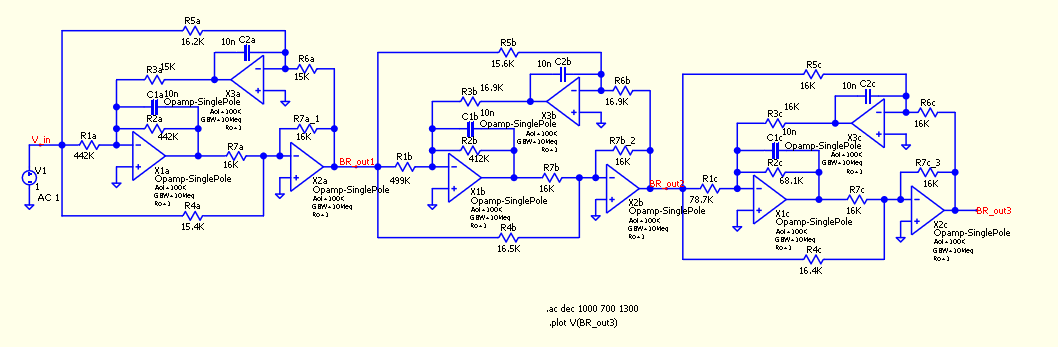 R5a
16.2K
10n C2a
R6a
15K
R3a 15K
C1a 10n
X3a
Opamp-SinglePole
Aol=100K
GBW=10Meg
Ro=1
R2a
442K
V_in
R1a
442K
X1a
Opamp-SinglePole
Aol=100K
GBW=10Meg
Ro=1
R7a
16K
R7a_1
16K
X2a
Opamp-SinglePole
Aol=100K
GBW=10Meg
Ro=1
BR_out1
V1
1
AC 1
R4a
15.4K
R5b
15.6K
10n C2b
R6b
16.9K
R3b 16.9K
10n
C1b
X3b
Opamp-SinglePole
Aol=100K
GBW=10Meg
Ro=1
R2b
412K
R1b
499K
X1b
Opamp-SinglePole
Aol=100K
GBW=10Meg
Ro=1
R7b
16K
R7b_2
16K
X2b
Opamp-SinglePole
Aol=100K
GBW=10Meg
Ro=1
BR_out2
R4b
16.5K
R5c
16K
10n C2c
R6c
16K
R3c 16K
10n
C1c
X3c
Opamp-SinglePole
Aol=100K
GBW=10Meg
Ro=1
R2c
68.1K
R1c
78.7K
X1c
Opamp-SinglePole
Aol=100K
GBW=10Meg
Ro=1
R7c
16K
R7c_3
16K
X2c
Opamp-SinglePole
Aol=100K
GBW=10Meg
Ro=1
BR_out3
R4c
16.4K
.ac dec 1000 700 1300
.plot V(BR_out3)